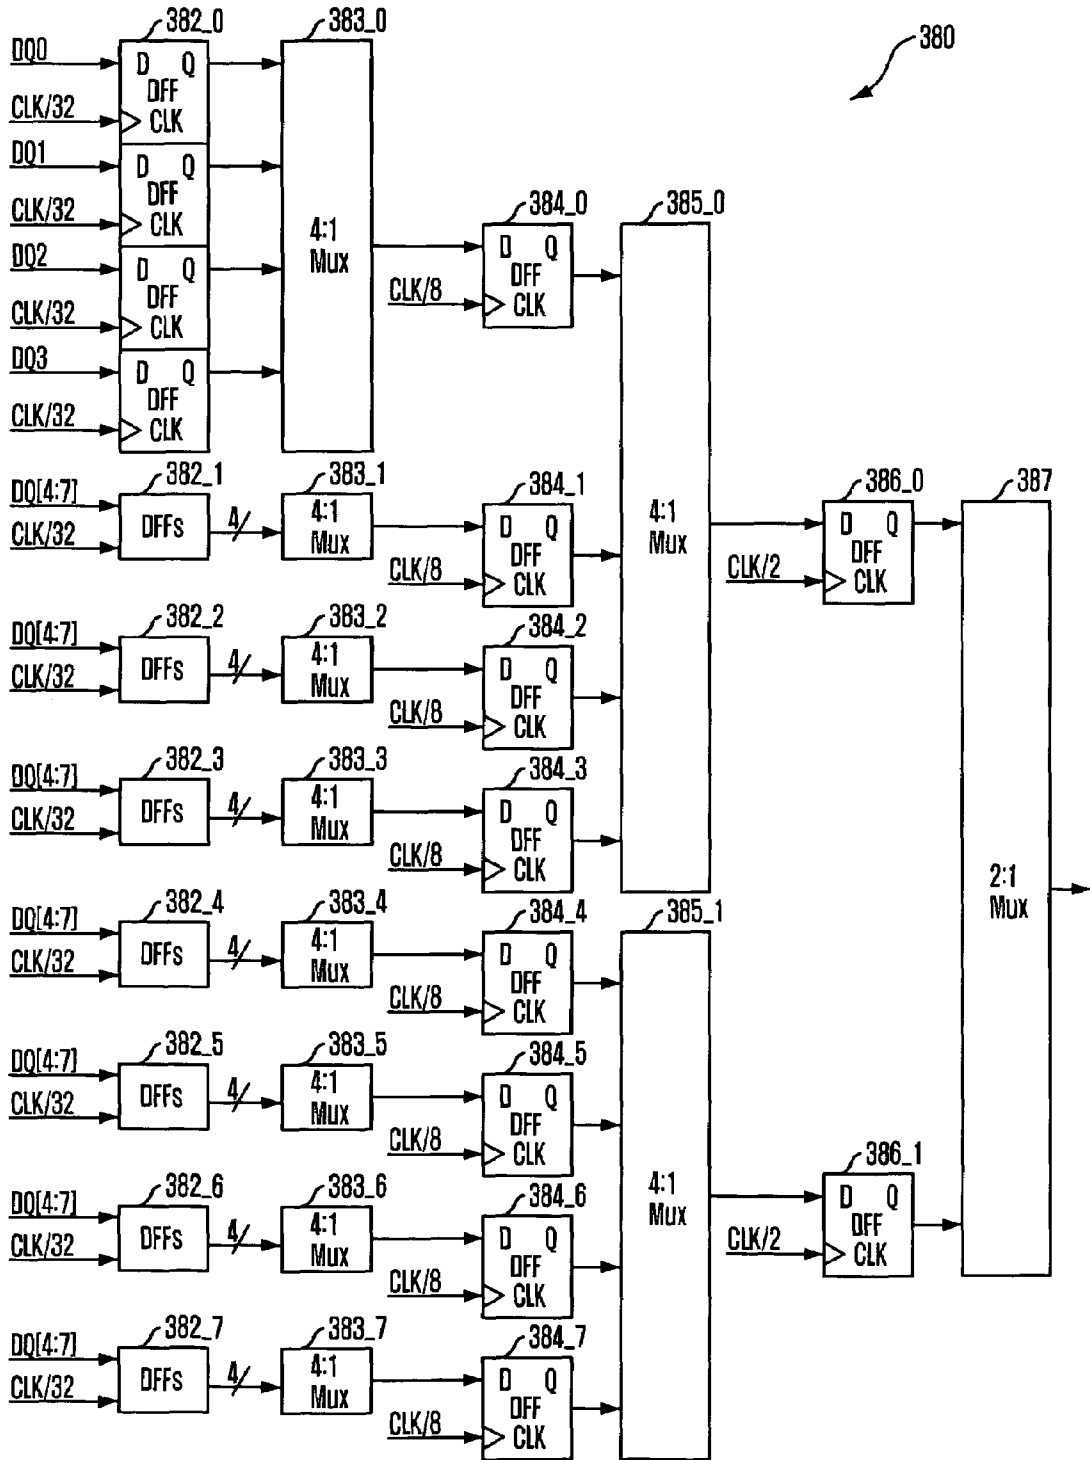 382_0
383_0
380
DQ0
D Q
DFF
CLK
CLK/32
DQ1
D Q
DFF
CLK
CLK/32
DQ2
D Q
DFF
CLK
CLK/32
DQ3
D Q
DFF
CLK
CLK/32
4:1
Mux
384_0
D Q
DFF
CLK
CLK/8
385_0
4:1
Mux
382_1
DQ[4:7]
CLK/32
DFFs
4
383_1
4:1
Mux
384_1
D Q
DFF
CLK
CLK/8
386_0
D Q
DFF
CLK
CLK/2
387
2:1
Mux
382_2
DQ[4:7]
CLK/32
DFFs
4
383_2
4:1
Mux
384_2
D Q
DFF
CLK
CLK/8
382_3
DQ[4:7]
CLK/32
DFFs
4
383_3
4:1
Mux
384_3
D Q
DFF
CLK
CLK/8
382_4
DQ[4:7]
CLK/32
DFFs
4
383_4
4:1
Mux
384_4
D Q
DFF
CLK
CLK/8
385_1
4:1
Mux
382_5
DQ[4:7]
CLK/32
DFFs
4
383_5
4:1
Mux
384_5
D Q
DFF
CLK
CLK/8
386_1
D Q
DFF
CLK
CLK/2
382_6
DQ[4:7]
CLK/32
DFFs
4
383_6
4:1
Mux
384_6
D Q
DFF
CLK
CLK/8
382_7
DQ[4:7]
CLK/32
DFFs
4
383_7
4:1
Mux
384_7
D Q
DFF
CLK
CLK/8